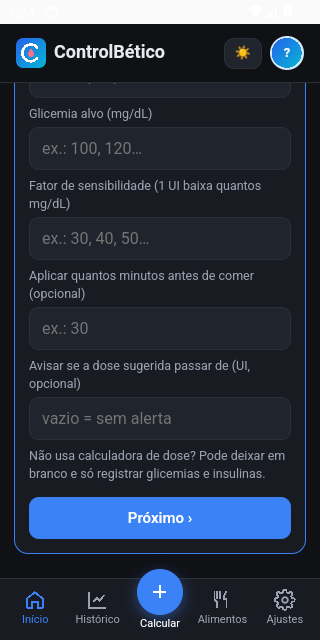 ControlBético
?
Glicemia alvo (mg/dL)
ex.: 100, 120...
Fator de sensibilidade (1 UI baixa quantos
mg/dL)
ex.: 30, 40, 50...
Aplicar quantos minutos antes de comer
(opcional)
ex.: 30
Avisar se a dose sugerida passar de (UI,
opcional)
vazio = sem alerta
Não usa calculadora de dose? Pode deixar em
branco e só registrar glicemias e insulinas.
Próximo ›
Início
Histórico
+
Calcular
Alimentos
Ajustes